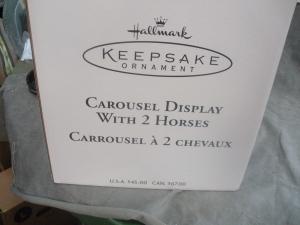 Hallmark
KEEPSAKE
ORNAMENT
CAROUSEL DISPLAY
WITH 2 HORSES
CARROUSEL À 2 CHEVAUX
U.S.A. $45.00 CAN. $67.00